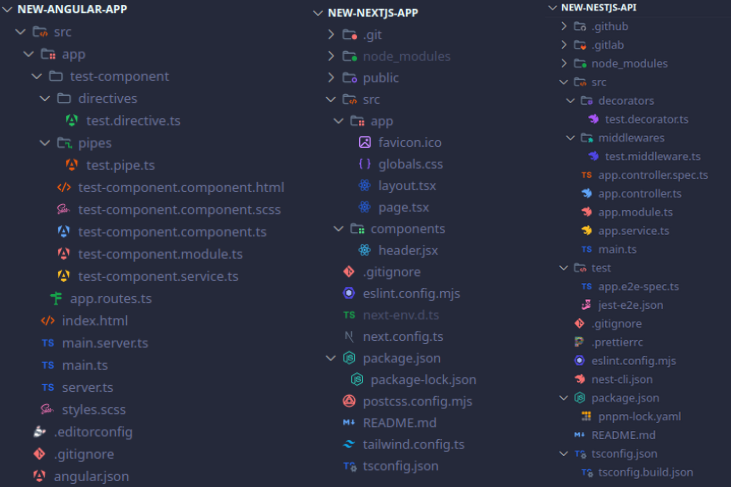 NEW-ANGULAR-APP
src
app
test-component
directives
test.directive.ts
pipes
test.pipe.ts
test-component.component.html
test-component.component.scss
test-component.component.ts
test-component.module.ts
test-component.service.ts
app.routes.ts
index.html
TS main.server.ts
TS main.ts
TS server.ts
styles.scss
.editorconfig
.gitignore
angular.json
NEW-NEXTJS-APP
.git
node_modules
public
src
app
favicon.ico
{ } globals.css
layout.tsx
page.tsx
components
header.jsx
.gitignore
eslint.config.mjs
TS next-env.d.ts
N next.config.ts
package.json
package-lock.json
postcss.config.mjs
M↓ README.md
tailwind.config.ts
TS tsconfig.json
NEW-NESTJS-API
.github
.gitlab
node_modules
src
decorators
test.decorator.ts
middlewares
test.middleware.ts
TS app.controller.spec.ts
app.controller.ts
app.module.ts
app.service.ts
TS main.ts
test
TS app.e2e-spec.ts
jest-e2e.json
.gitignore
.prettierrc
eslint.config.mjs
nest-cli.json
package.json
pnpm-lock.yaml
M↓ README.md
TS tsconfig.json
TS tsconfig.build.json